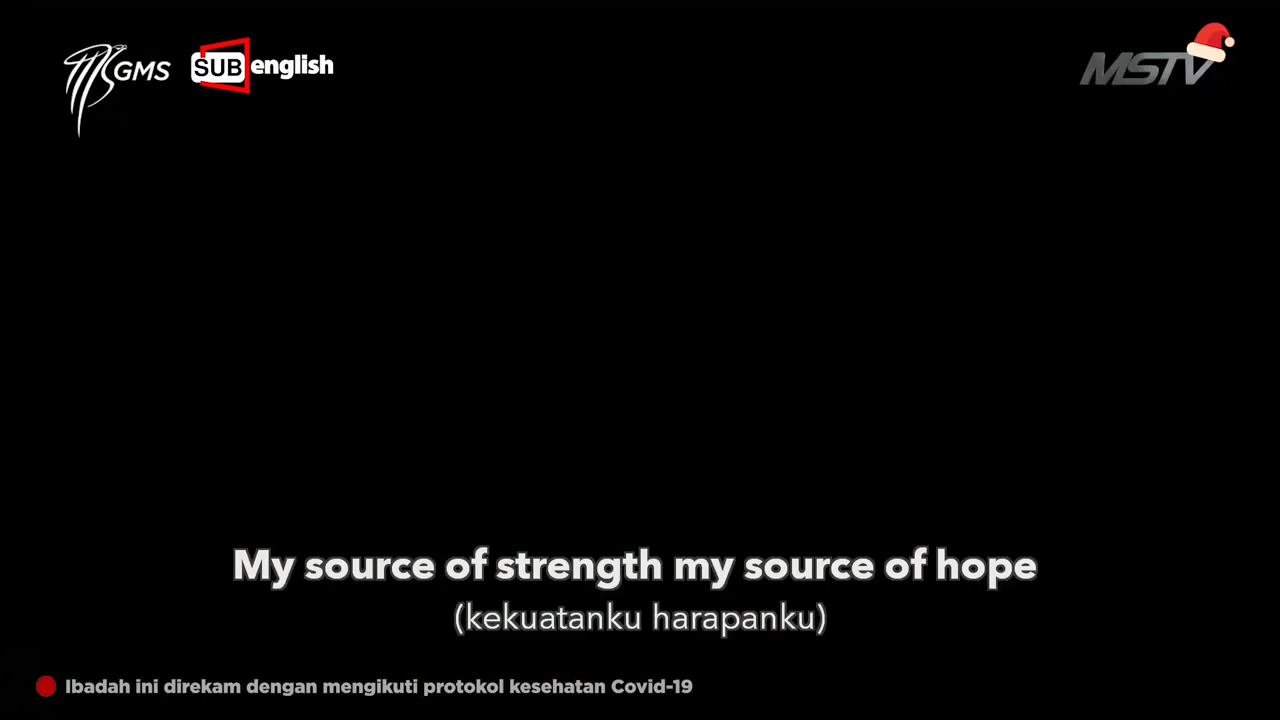 GMS
SUB english
MSTV
My source of strength my source of hope
(kekuatanku harapanku)
Ibadah ini direkam dengan mengikuti protokol kesehatan Covid-19